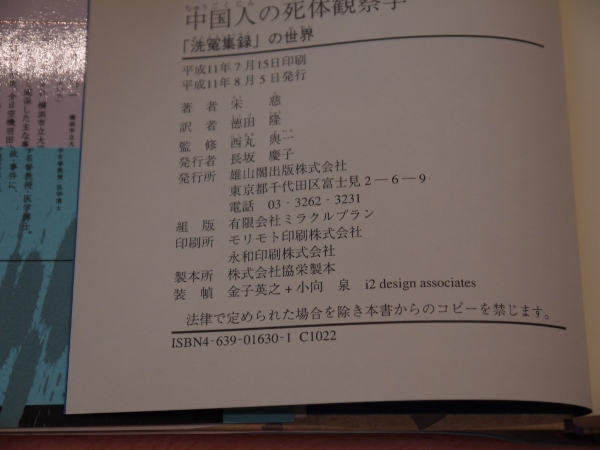 中国人の死体観察学
「洗冤集録」の世界
平成11年7月15日印刷
平成11年8月5日発行
著者 宋 慈
訳者 徳田 隆
監修 西丸 與一
発行者 長坂 慶子
発行所 雄山閣出版株式会社
東京都千代田区富士見2－6－9
電話 03‐3262‐3231
組版 有限会社ミラクルプラン
印刷所 モリモト印刷株式会社
永和印刷株式会社
製本所 株式会社協栄製本
装幀 金子英之＋小向 泉 i2 design associates
法律で定められた場合を除き本書からのコピーを禁じます。
ISBN4-639-01630-1 C1022